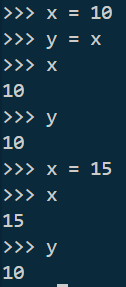 >>> x = 10
>>> y = x
>>> x
10
>>> y
10
>>> x = 15
>>> x
15
>>> y
10